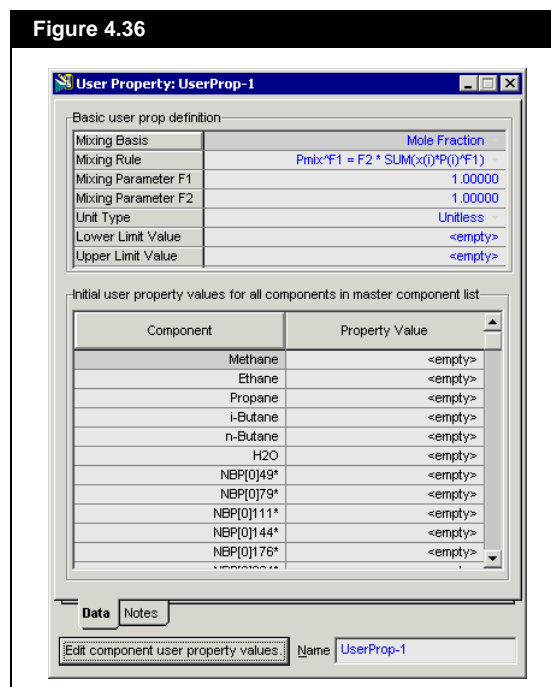 Figure 4.36
User Property: UserProp-1
Basic user prop definition
Mixing Basis Mole Fraction
Mixing Rule Pmix^F1 = F2 * SUM(x(i)*P(i)^F1)
Mixing Parameter F1 1.00000
Mixing Parameter F2 1.00000
Unit Type Unitless
Lower Limit Value <empty>
Upper Limit Value <empty>
Initial user property values for all components in master component list
Component Property Value
Methane <empty>
Ethane <empty>
Propane <empty>
i-Butane <empty>
n-Butane <empty>
H2O <empty>
NBP[0]49* <empty>
NBP[0]79* <empty>
NBP[0]111* <empty>
NBP[0]144* <empty>
NBP[0]176* <empty>
Data Notes
Edit component user property values. Name UserProp-1